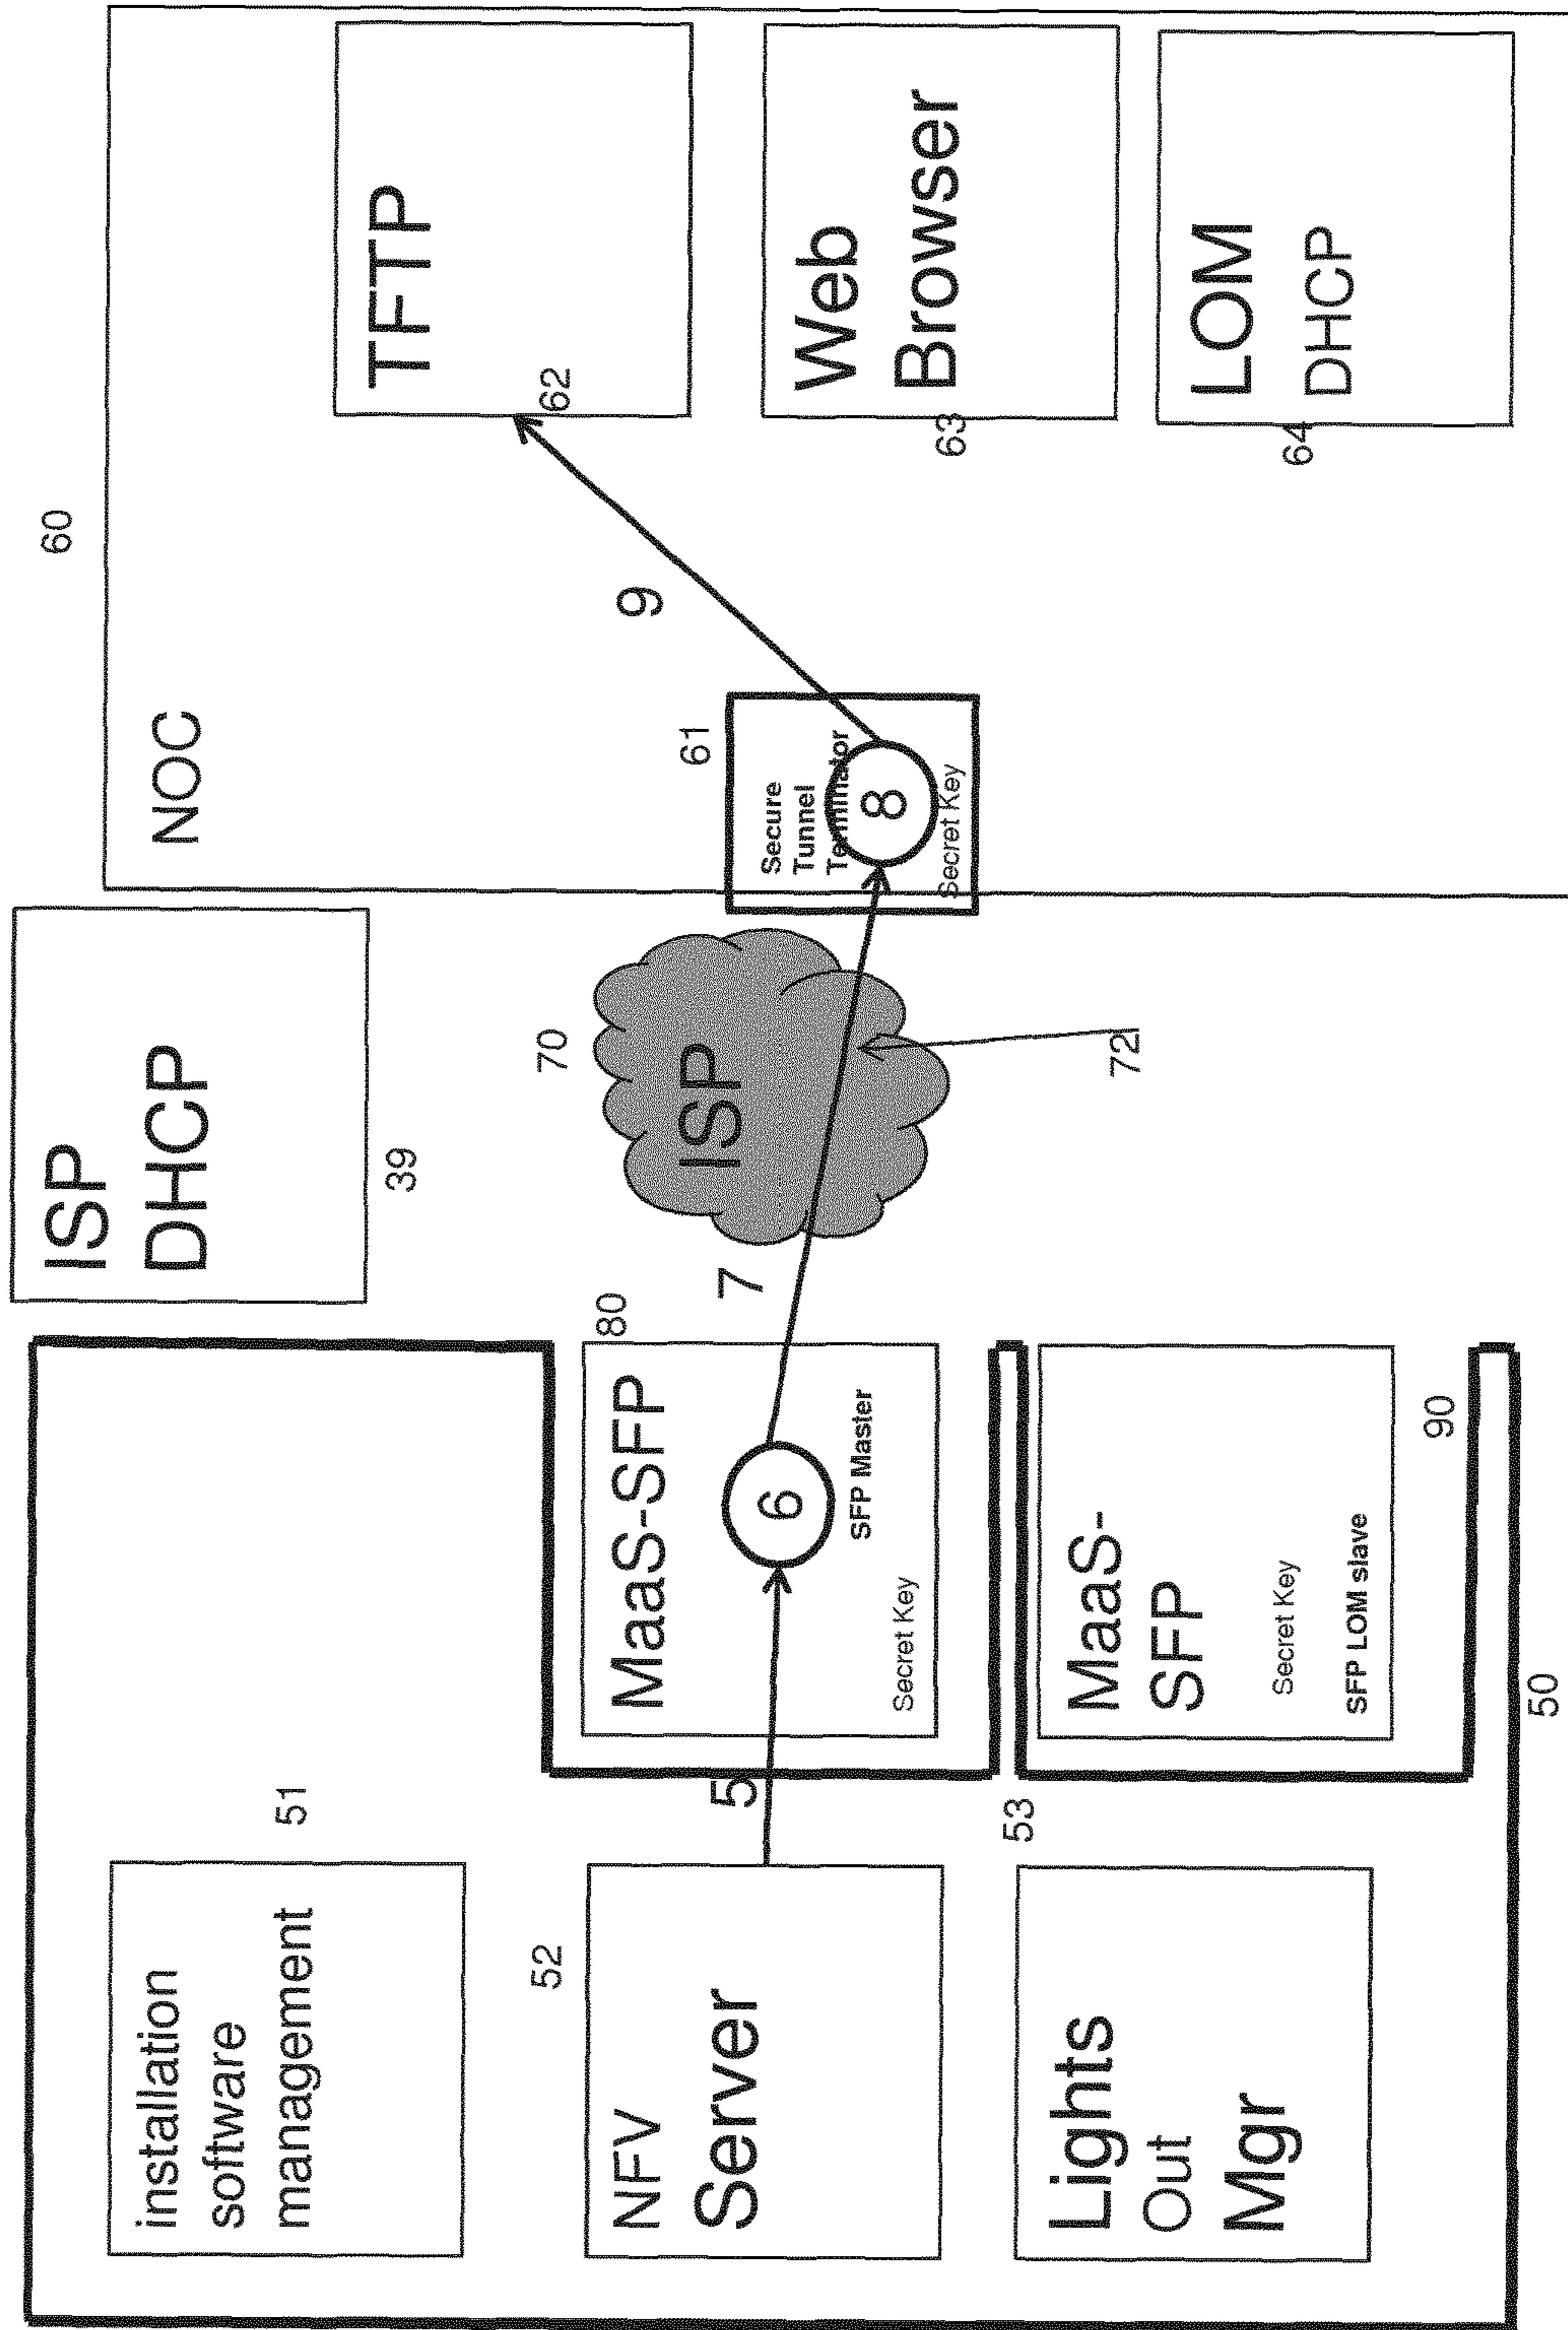 installation
software
management
51
52
NFV
Server
Lights
Out
Mgr
53
50
5
MaaS-SFP
6
SFP Master
Secret Key
80
MaaS-
SFP
Secret Key
SFP LOM slave
90
7
ISP
DHCP
39
70
ISP
72
60
NOC
61
Secure
Tunnel
Terminator
8
Secret Key
9
TFTP
62
Web
Browser
63
LOM
DHCP
64